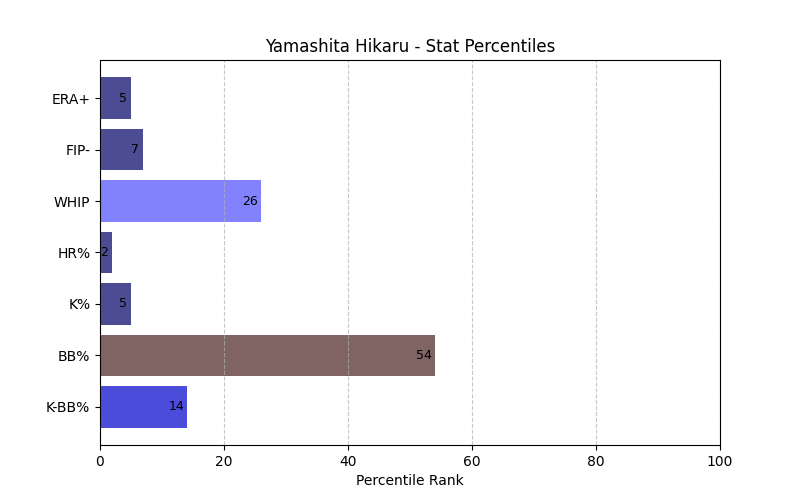 Yamashita Hikaru - Stat Percentiles
ERA+ 5
FIP- 7
WHIP 26
HR% 2
K% 5
BB% 54
K-BB% 14
0 20 40 60 80 100
Percentile Rank